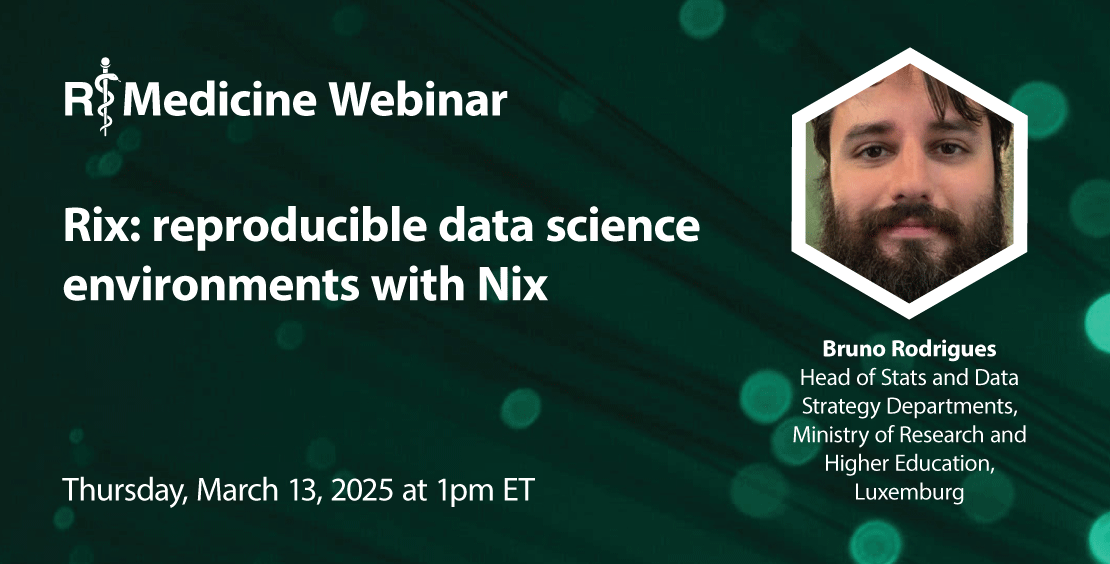 R Medicine Webinar
Rix: reproducible data science
environments with Nix
Thursday, March 13, 2025 at 1pm ET
Bruno Rodrigues
Head of Stats and Data
Strategy Departments,
Ministry of Research and
Higher Education,
Luxemburg